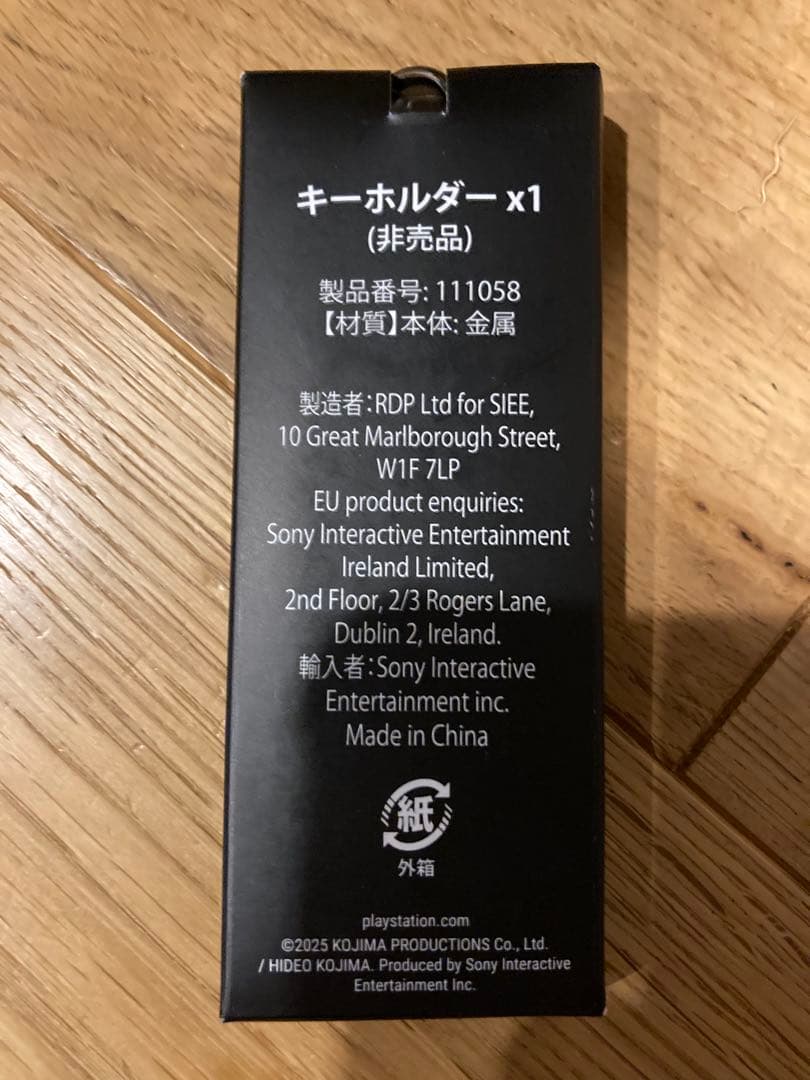 キーホルダー x1
(非売品)
製品番号: 111058
【材質】本体: 金属
製造者：RDP Ltd for SIEE,
10 Great Marlborough Street,
W1F 7LP
EU product enquiries:
Sony Interactive Entertainment
Ireland Limited,
2nd Floor, 2/3 Rogers Lane,
Dublin 2, Ireland.
輸入者：Sony Interactive
Entertainment inc.
Made in China
紙
外箱
playstation.com
©2025 KOJIMA PRODUCTIONS Co., Ltd.
/ HIDEO KOJIMA. Produced by Sony Interactive
Entertainment Inc.